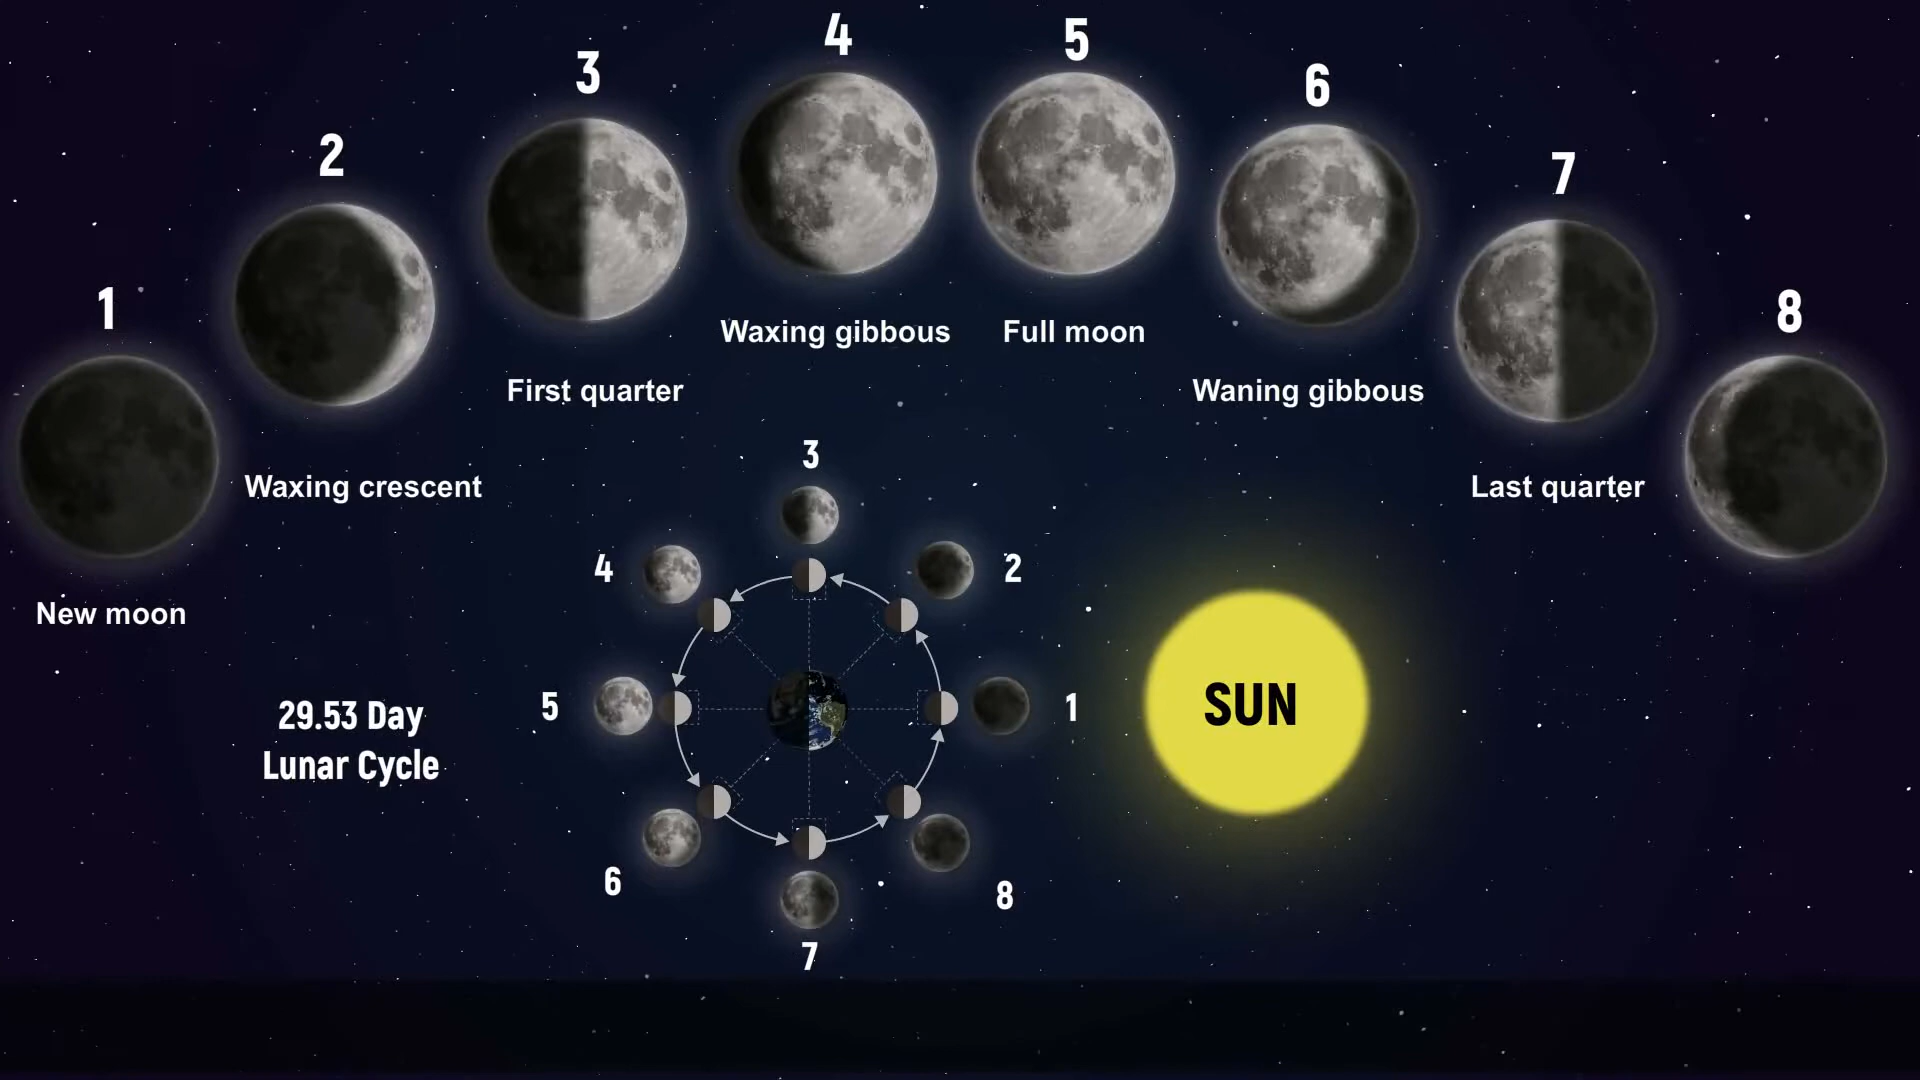 1
2
3
4
5
6
7
8
New moon
Waxing crescent
First quarter
Waxing gibbous
Full moon
Waning gibbous
Last quarter
3
4
2
5
1
6
8
7
29.53 Day
Lunar Cycle
SUN